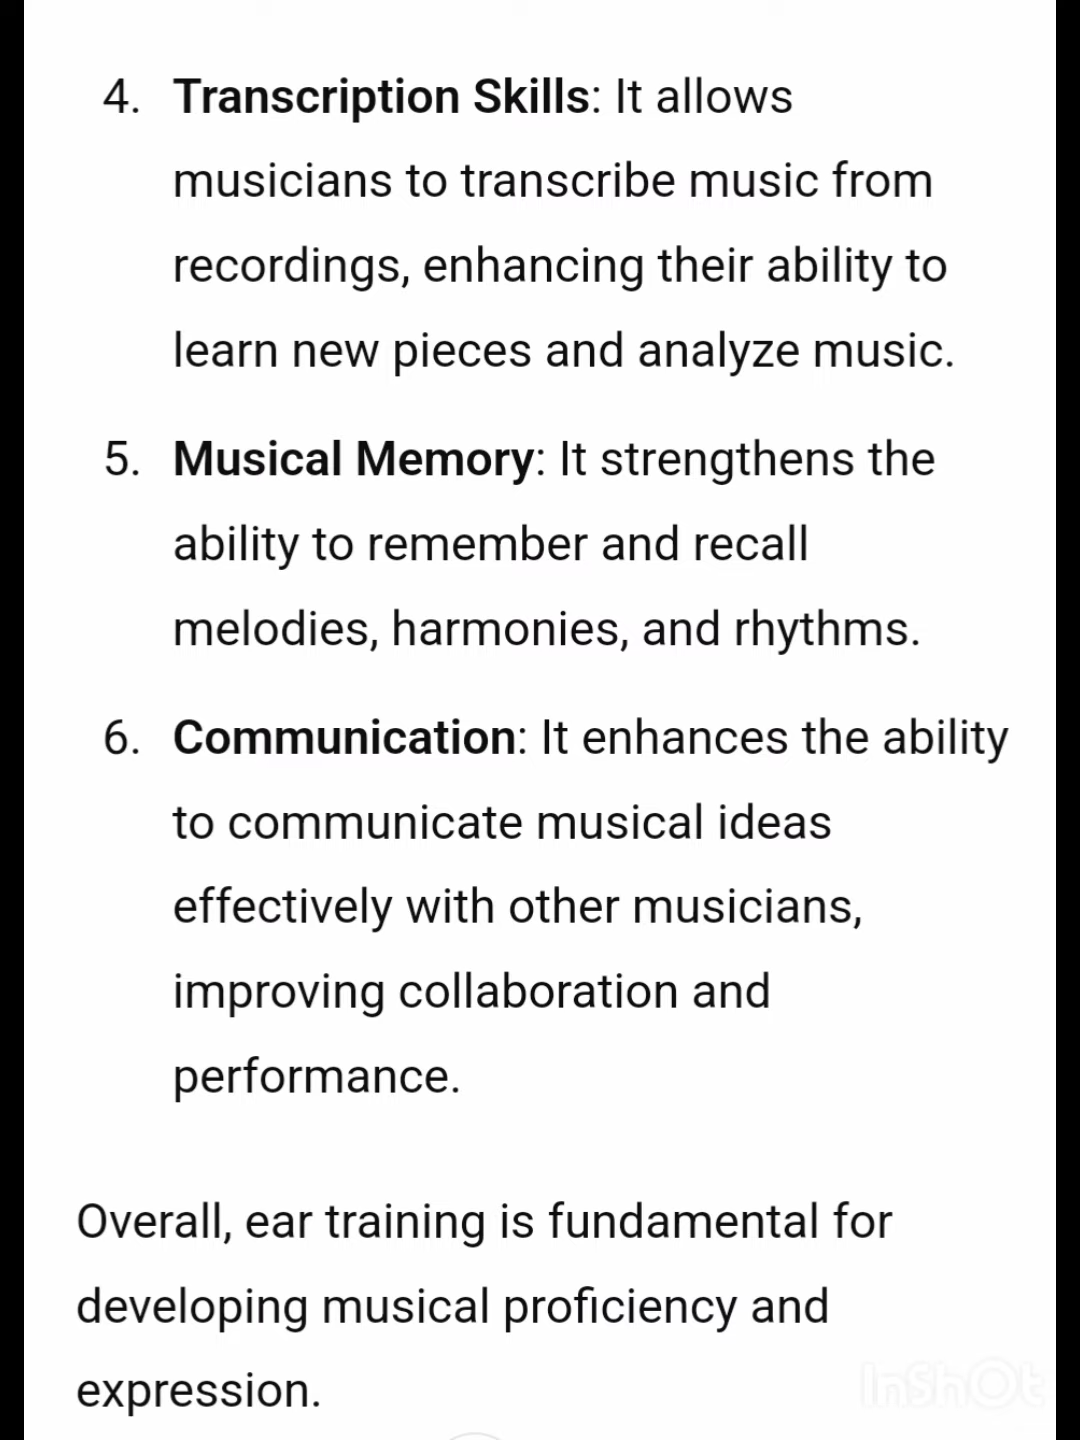 4. Transcription Skills: It allows
musicians to transcribe music from
recordings, enhancing their ability to
learn new pieces and analyze music.
5. Musical Memory: It strengthens the
ability to remember and recall
melodies, harmonies, and rhythms.
6. Communication: It enhances the ability
to communicate musical ideas
effectively with other musicians,
improving collaboration and
performance.
Overall, ear training is fundamental for
developing musical proficiency and
expression.
InShOt